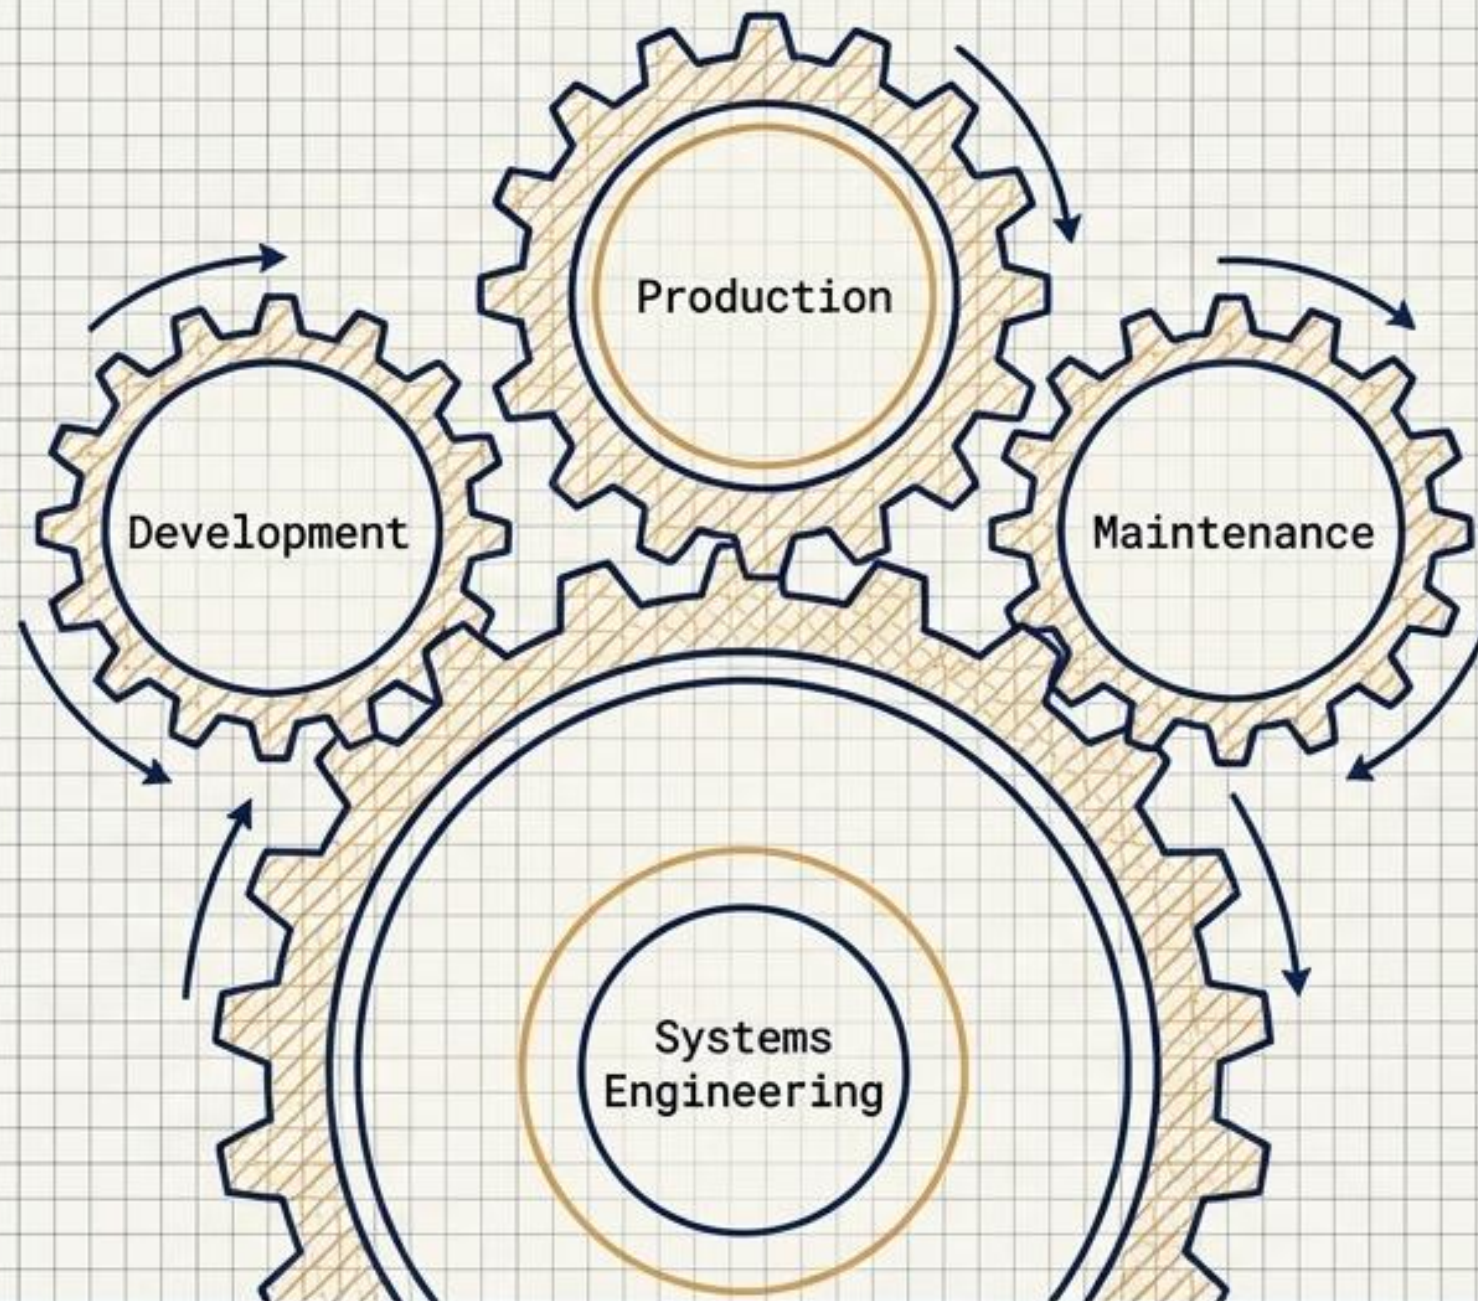 Production
Development
Maintenance
Systems
Engineering